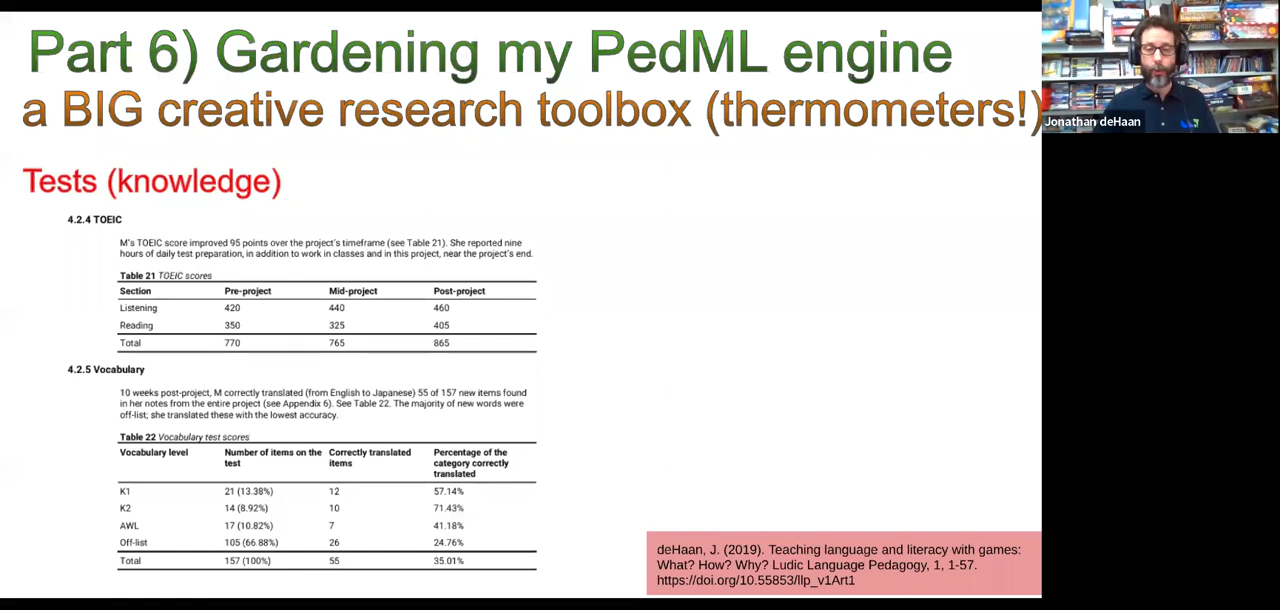 Part 6) Gardening my PedML engine
a BIG creative research toolbox (thermometers!)
Jonathan deHaan
Tests (knowledge)
4.2.4 TOEIC
M's TOEIC score improved 95 points over the project's timeframe (see Table 21). She reported nine
hours of daily test preparation, in addition to work in classes and in this project, near the project's end.
Table 21 TOEIC scores
Section Pre-project Mid-project Post-project
Listening 420 440 460
Reading 350 325 405
Total 770 765 865
4.2.5 Vocabulary
10 weeks post-project, M correctly translated (from English to Japanese) 55 of 157 new items found
in her notes from the entire project (see Appendix 6). See Table 22. The majority of new words were
off-list; she translated these with the lowest accuracy.
Table 22 Vocabulary test scores
Vocabulary level Number of items on the Correctly translated Percentage of the
test items category correctly
translated
K1 21 (13.38%) 12 57.14%
K2 14 (8.92%) 10 71.43%
AWL 17 (10.82%) 7 41.18%
Off-list 105 (66.88%) 26 24.76%
Total 157 (100%) 55 35.01%
deHaan, J. (2019). Teaching language and literacy with games:
What? How? Why? Ludic Language Pedagogy, 1, 1-57.
https://doi.org/10.55853/llp_v1Art1